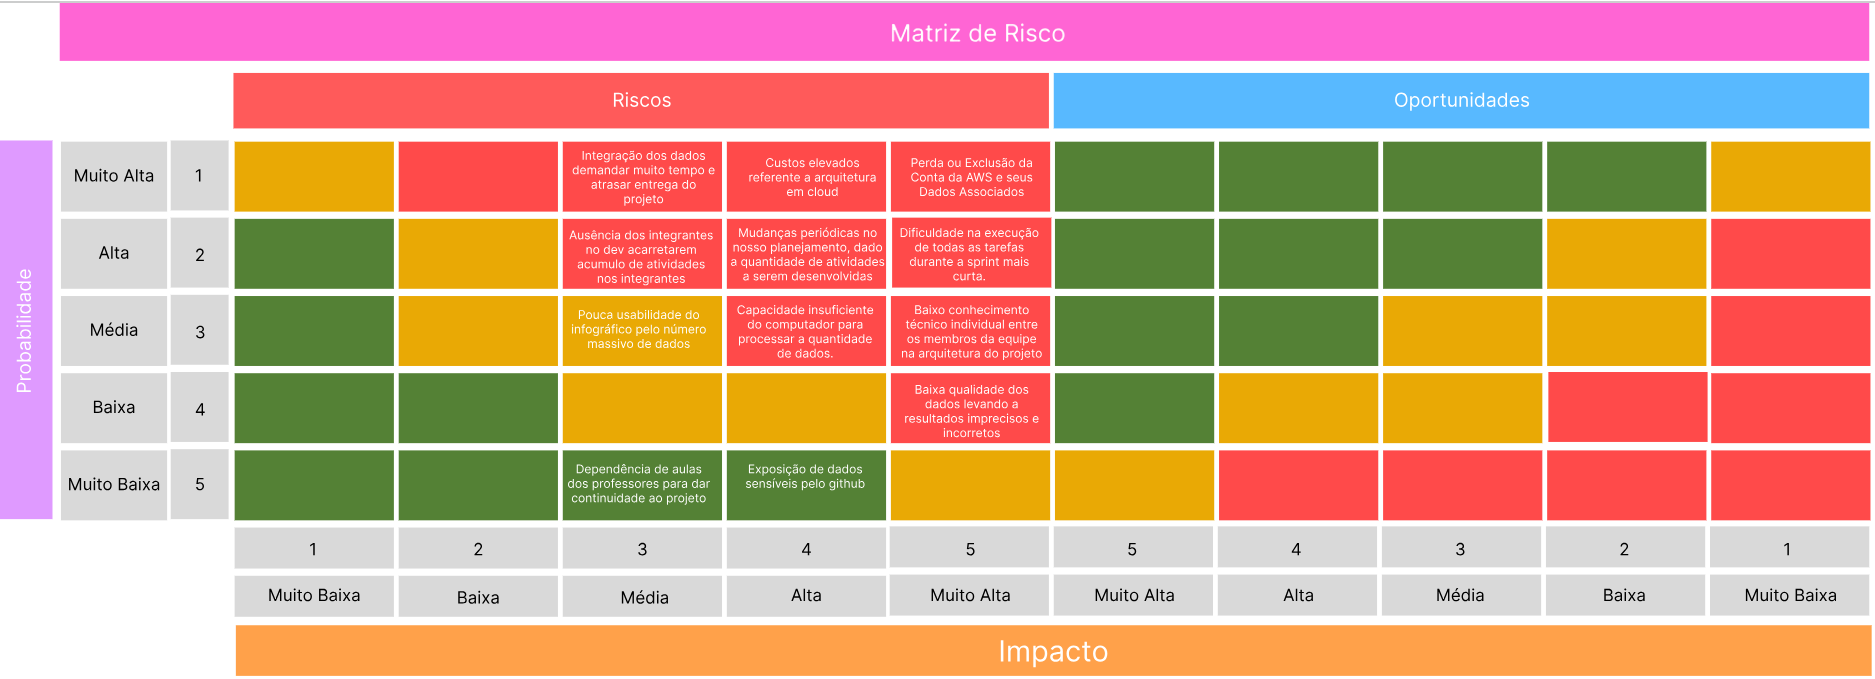 Matriz de Risco
Riscos
Oportunidades
Probabilidade
Muito Alta
1
Integração dos dados
demandar muito tempo e
atrasar entrega do
projeto
Custos elevados
referente a arquitetura
em cloud
Perda ou Exclusão da
Conta da AWS e seus
Dados Associados
Alta
2
Ausência dos integrantes
no dev acarretarem
acumulo de atividades
nos integrantes
Mudanças periódicas no
nosso planejamento, dado
a quantidade de atividades
a serem desenvolvidas
Dificuldade na execução
de todas as tarefas
durante a sprint mais
curta.
Média
3
Pouca usabilidade do
infográfico pelo número
massivo de dados
Capacidade insuficiente
do computador para
processar a quantidade
de dados.
Baixo conhecimento
técnico individual entre
os membros da equipe
na arquitetura do projeto
Baixa
4
Baixa qualidade dos
dados levando a
resultados imprecisos e
incorretos
Muito Baixa
5
Dependência de aulas
dos professores para dar
continuidade ao projeto
Exposição de dados
sensíveis pelo github
1
2
3
4
5
5
4
3
2
1
Muito Baixa
Baixa
Média
Alta
Muito Alta
Muito Alta
Alta
Média
Baixa
Muito Baixa
Impacto